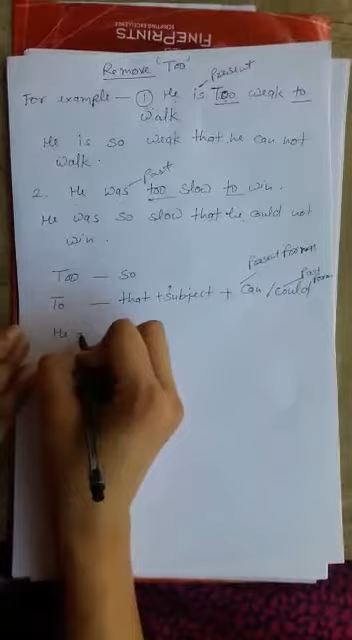 FINEPRINTS
Remove 'Too'
Present
For example — ① He is Too weak to
walk
He is so weak that he can not
walk.
Past
2. He was too slow to win.
He was so slow that he could not
win.
Too — so
Present form
Past form
To — that + subject + can / could
He